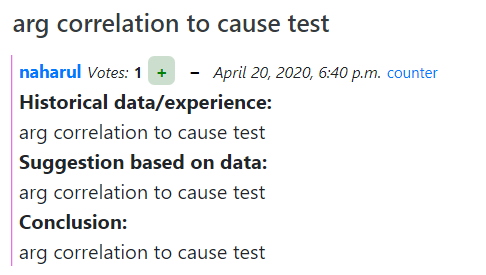 arg correlation to cause test
naharul Votes: 1 + − April 20, 2020, 6:40 p.m. counter
Historical data/experience:
arg correlation to cause test
Suggestion based on data:
arg correlation to cause test
Conclusion:
arg correlation to cause test